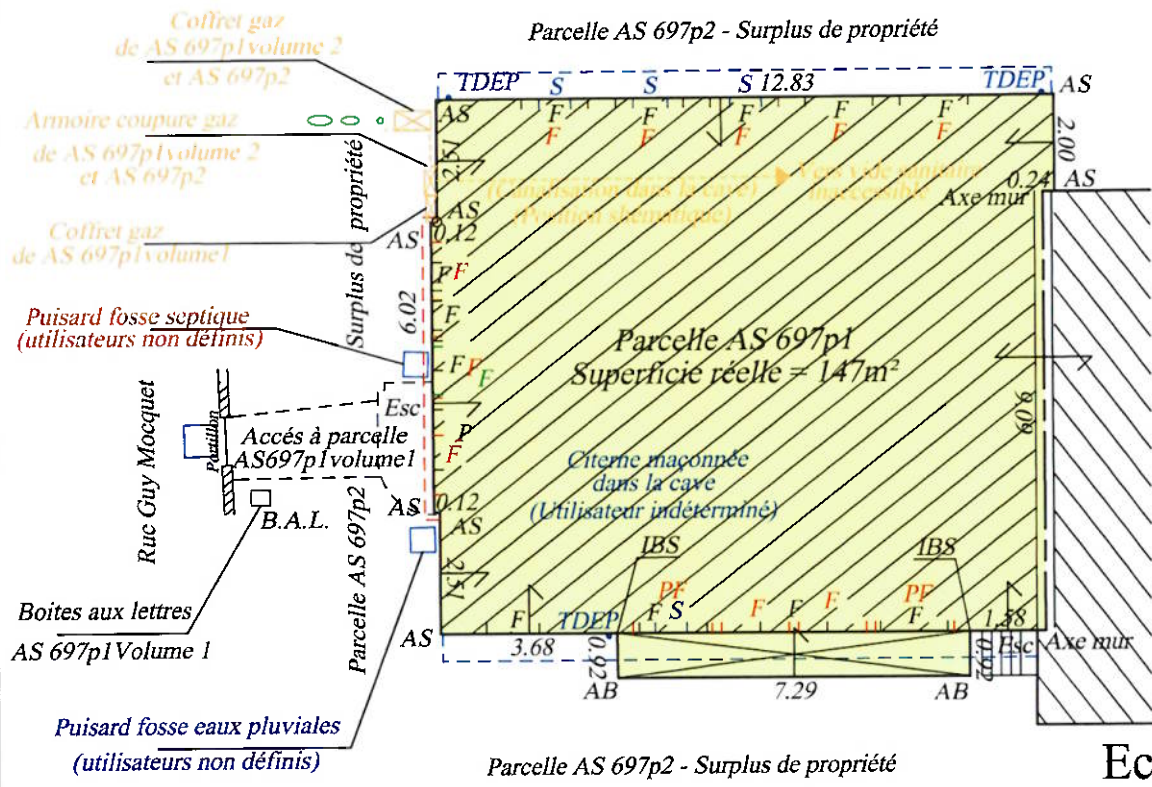 Parcelle AS 697p2 - Surplus de propriété
Coffret gaz
de AS 697p1volume 2
et AS 697p2
Armoire coupure gaz
de AS 697p1volume 2
et AS 697p2
Coffret gaz
de AS 697p1volume1
Puisard fosse septique
(utilisateurs non définis)
Rue Guy Mocquet
Portillon
Accés à parcelle
AS697p1volume1
B.A.L.
Boites aux lettres
AS 697p1Volume 1
Puisard fosse eaux pluviales
(utilisateurs non définis)
Surplus de propriété
Parcelle AS 697p2
TDEP
S
S
S
12.83
TDEP
AS
AS
F
F
F
F
F
F
F
F
F
F
2.51
2.00
(Canalisation dans la cave)
(Position shématique)
Vers vide sanitaire
inaccessible
0.24
AS
Axe mur
AS
AS
0.12
F
F
F
6.02
F
F
F
Esc
P
F
Parcelle AS 697p1
Superficie réelle = 147m²
9.09
Citerne maçonnée
dans la cave
(Utilisateur indéterminé)
AS
0.12
AS
2.51
IBS
IBS
PF
F
S
F
F
F
PF
F
F
TDEP
AS
3.68
0.92
AB
7.29
AB
0.92
1.58
Esc
Axe mur
Parcelle AS 697p2 - Surplus de propriété
Ec